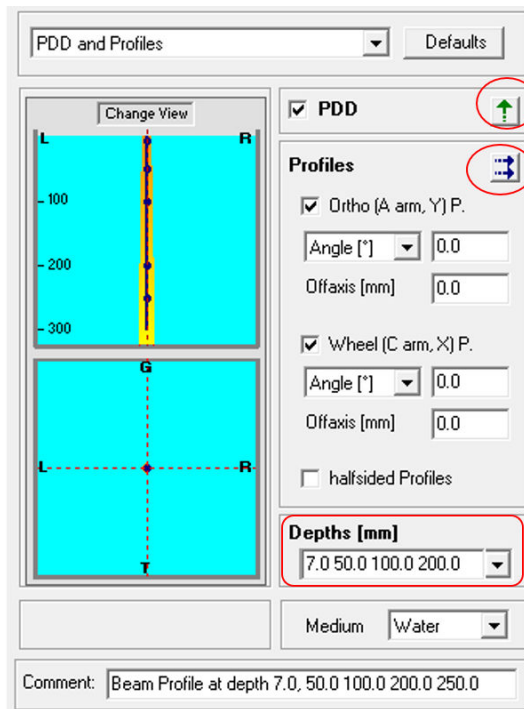 PDD and Profiles
Defaults
Change View
L
R
- 100
- 200
- 300
G
L
R
T
PDD
Profiles
Ortho (A arm, Y) P.
Angle [°]
0.0
Offaxis [mm]
0.0
Wheel (C arm, X) P.
Angle [°]
0.0
Offaxis [mm]
0.0
halfsided Profiles
Depths [mm]
7.0 50.0 100.0 200.0
Medium
Water
Comment:
Beam Profile at depth 7.0, 50.0 100.0 200.0 250.0